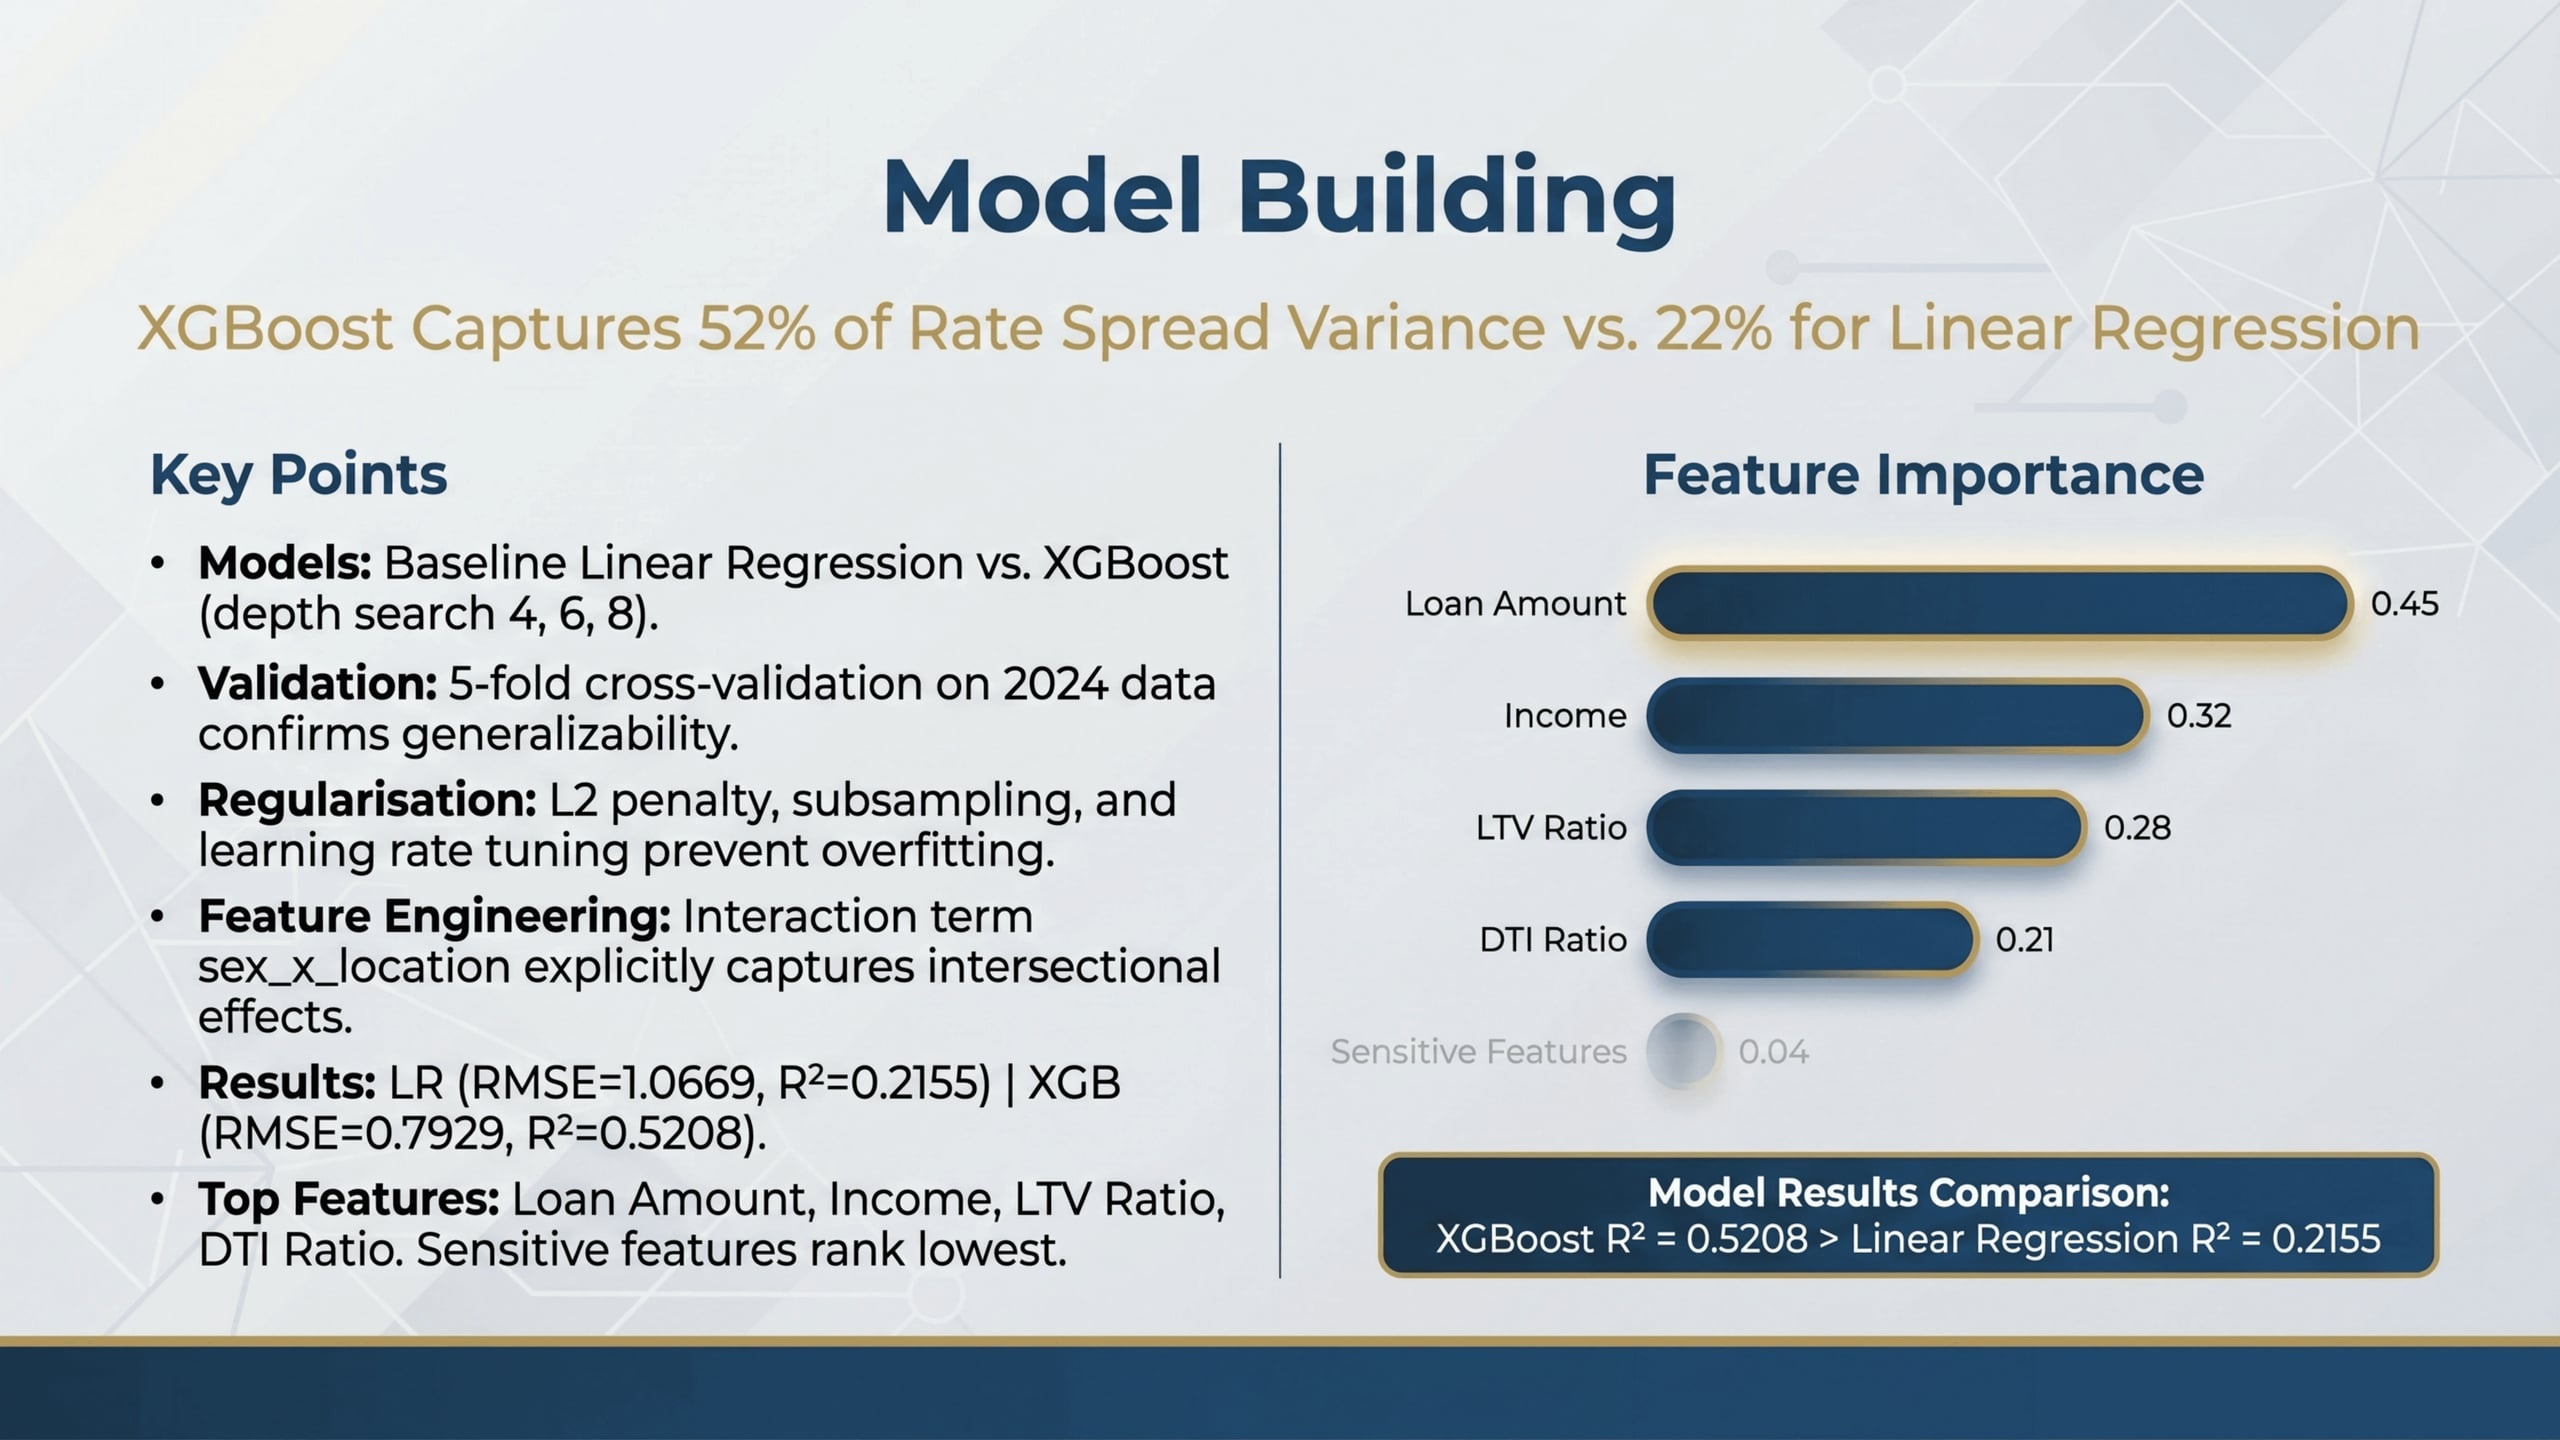 Model Building
XGBoost Captures 52% of Rate Spread Variance vs. 22% for Linear Regression
Key Points
• Models: Baseline Linear Regression vs. XGBoost
(depth search 4, 6, 8).
• Validation: 5-fold cross-validation on 2024 data
confirms generalizability.
• Regularisation: L2 penalty, subsampling, and
learning rate tuning prevent overfitting.
• Feature Engineering: Interaction term
sex_x_location explicitly captures intersectional
effects.
• Results: LR (RMSE=1.0669, R²=0.2155) | XGB
(RMSE=0.7929, R²=0.5208).
• Top Features: Loan Amount, Income, LTV Ratio,
DTI Ratio. Sensitive features rank lowest.
Feature Importance
Loan Amount 0.45
Income 0.32
LTV Ratio 0.28
DTI Ratio 0.21
Sensitive Features 0.04
Model Results Comparison:
XGBoost R² = 0.5208 > Linear Regression R² = 0.2155